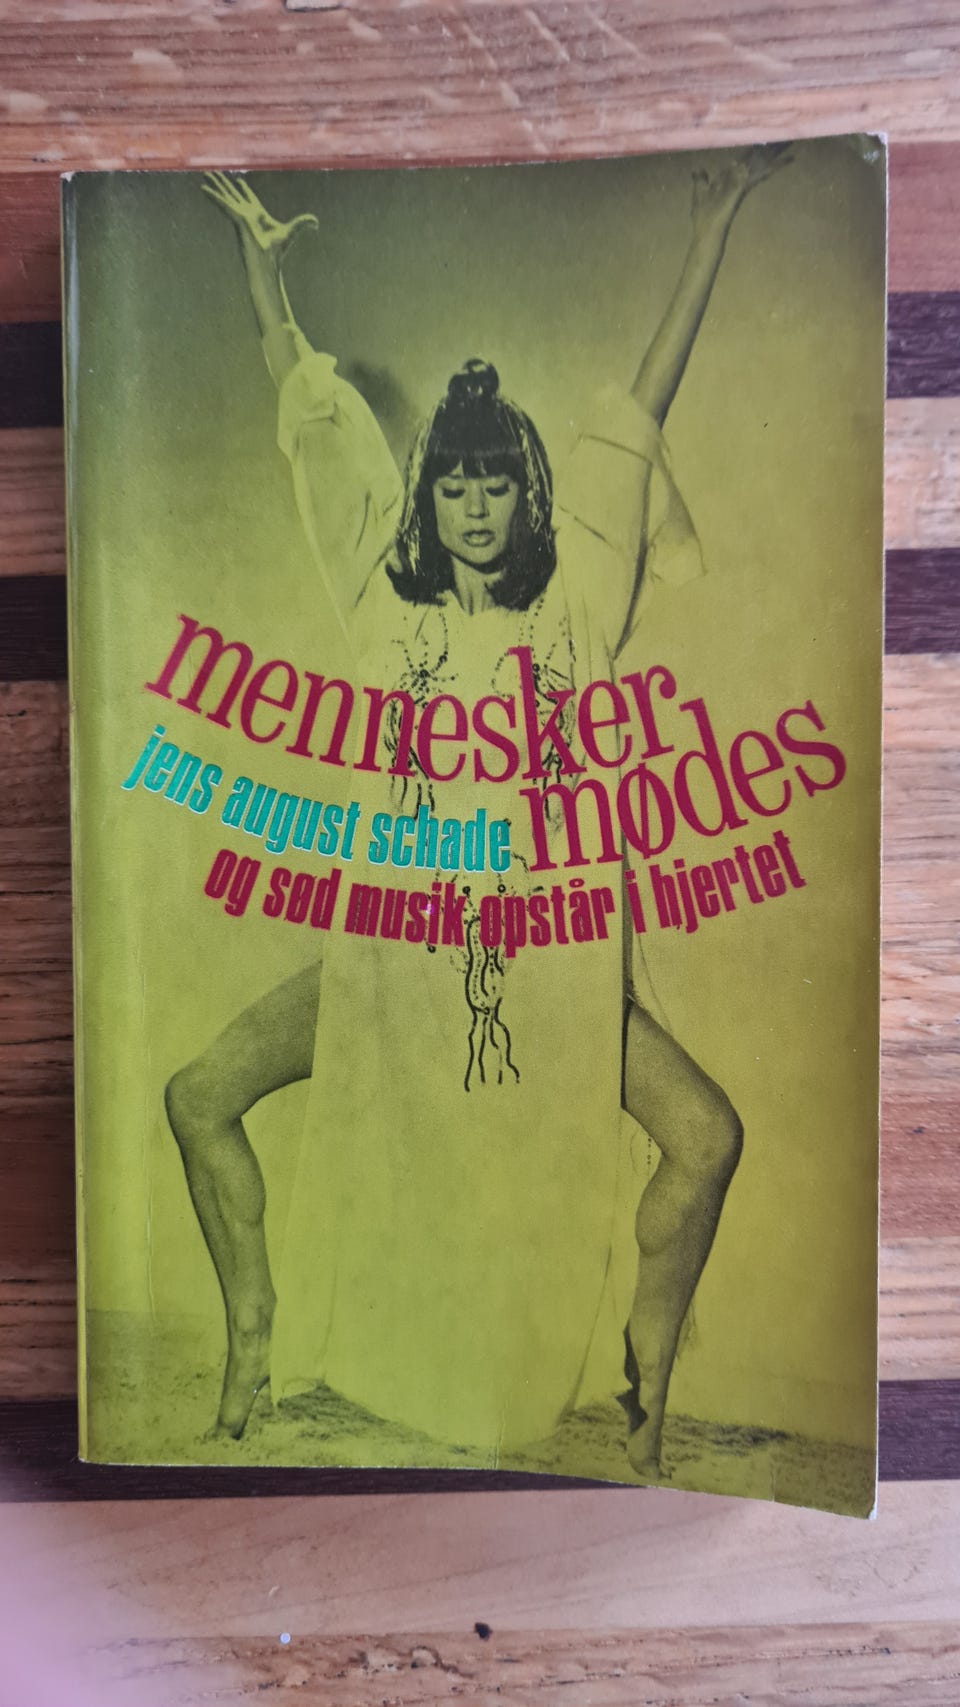 mennesker
mødes
jens august schade
og sød musik opstår i hjertet